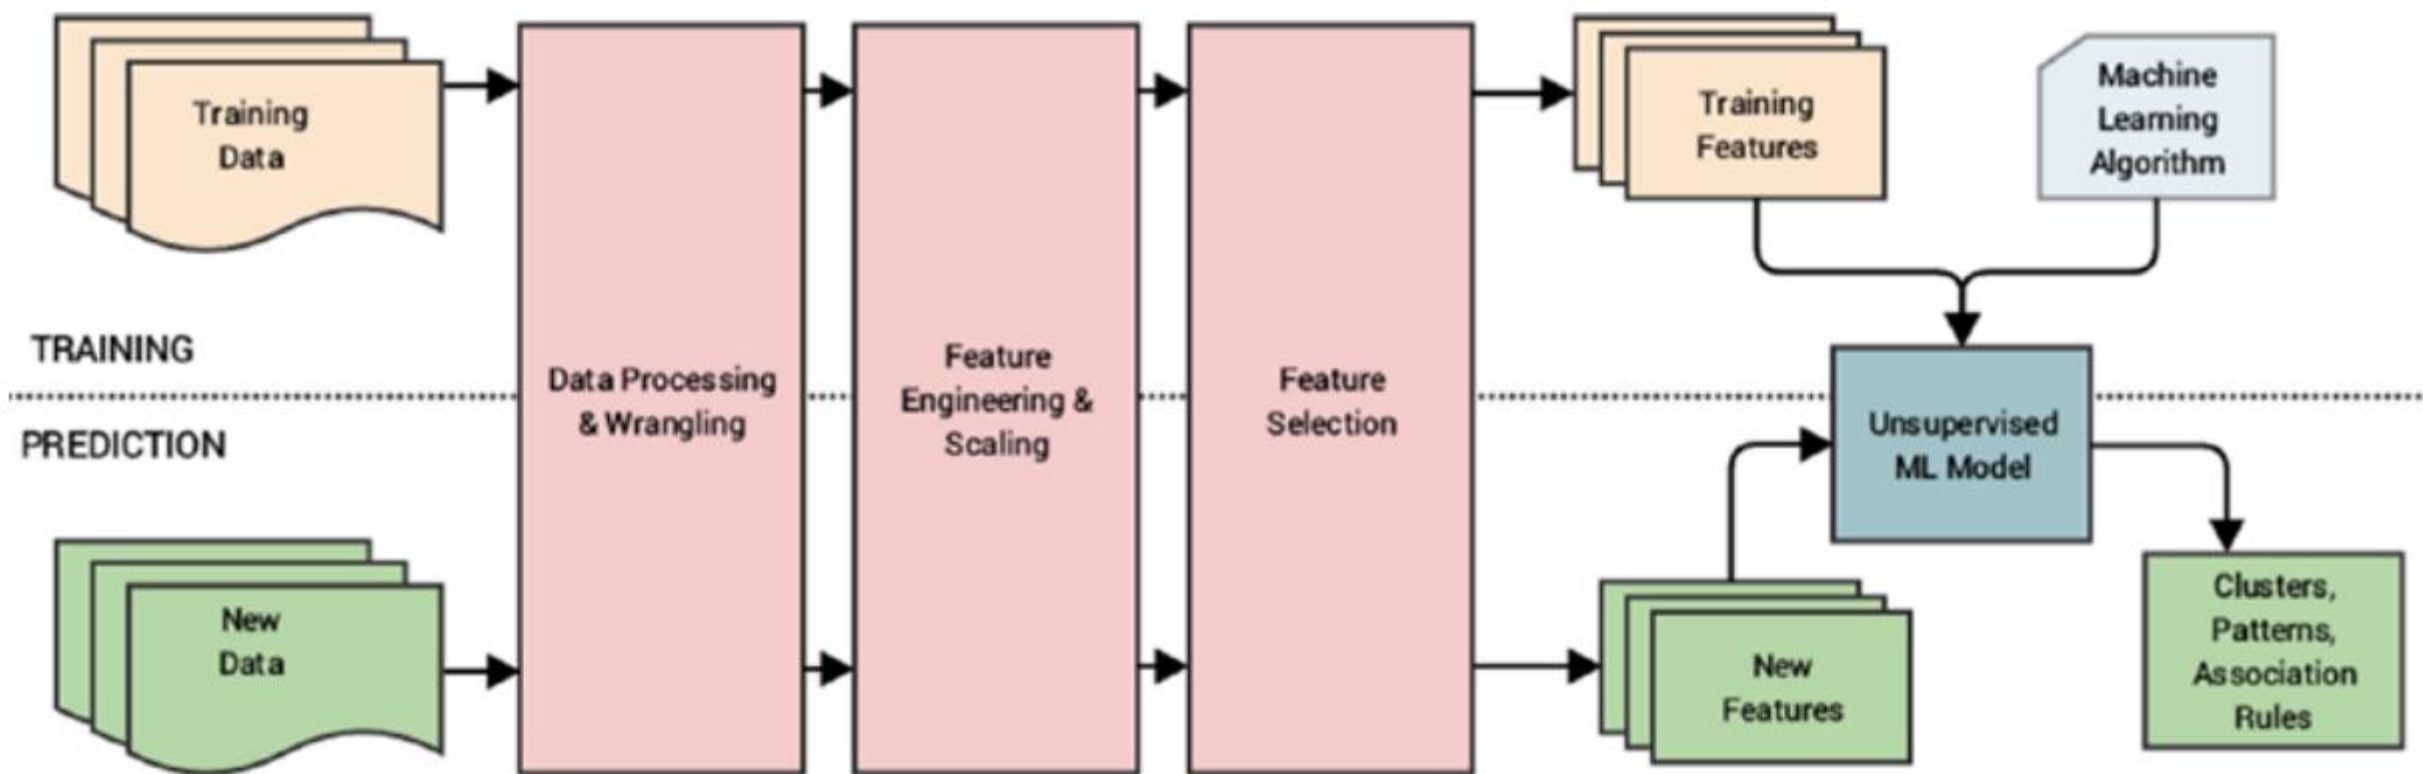 Training
Data
TRAINING
PREDICTION
New
Data
Data Processing
& Wrangling
Feature
Engineering &
Scaling
Feature
Selection
Training
Features
Machine
Learning
Algorithm
Unsupervised
ML Model
New
Features
Clusters,
Patterns,
Association
Rules